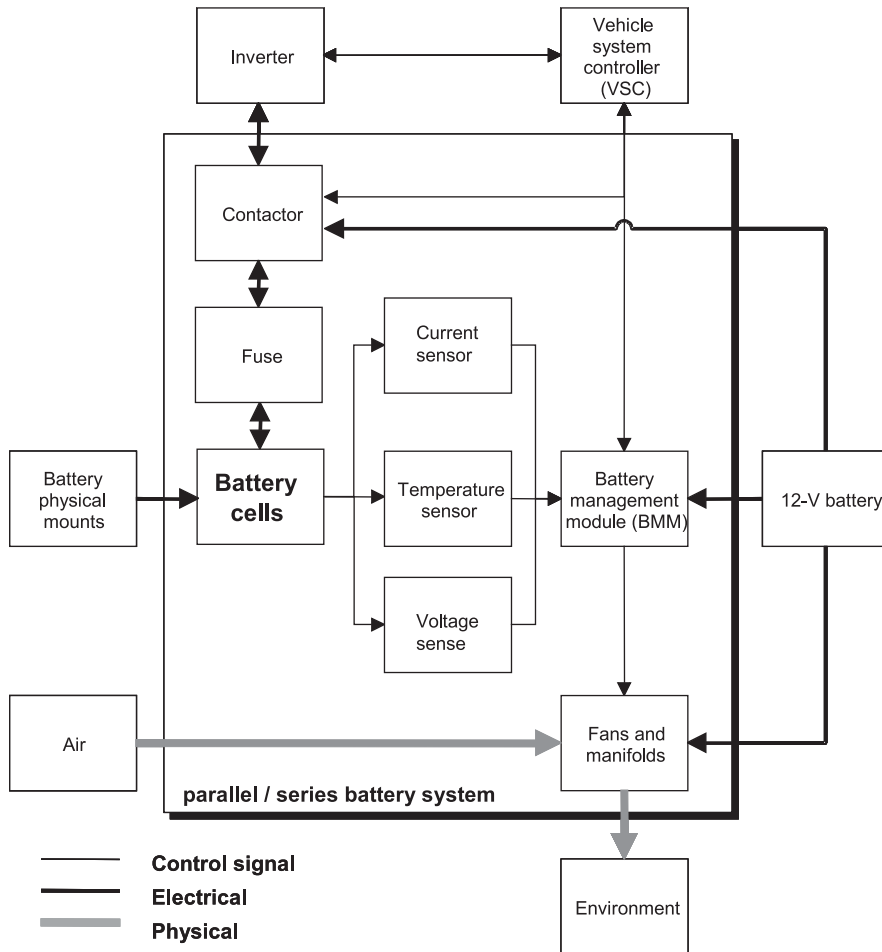 Inverter
Vehicle
system
controller
(VSC)
Contactor
Fuse
Current
sensor
Battery
physical
mounts
Battery
cells
Temperature
sensor
Battery
management
module (BMM)
12-V battery
Voltage
sense
Air
Fans and
manifolds
parallel / series battery system
Control signal
Electrical
Physical
Environment